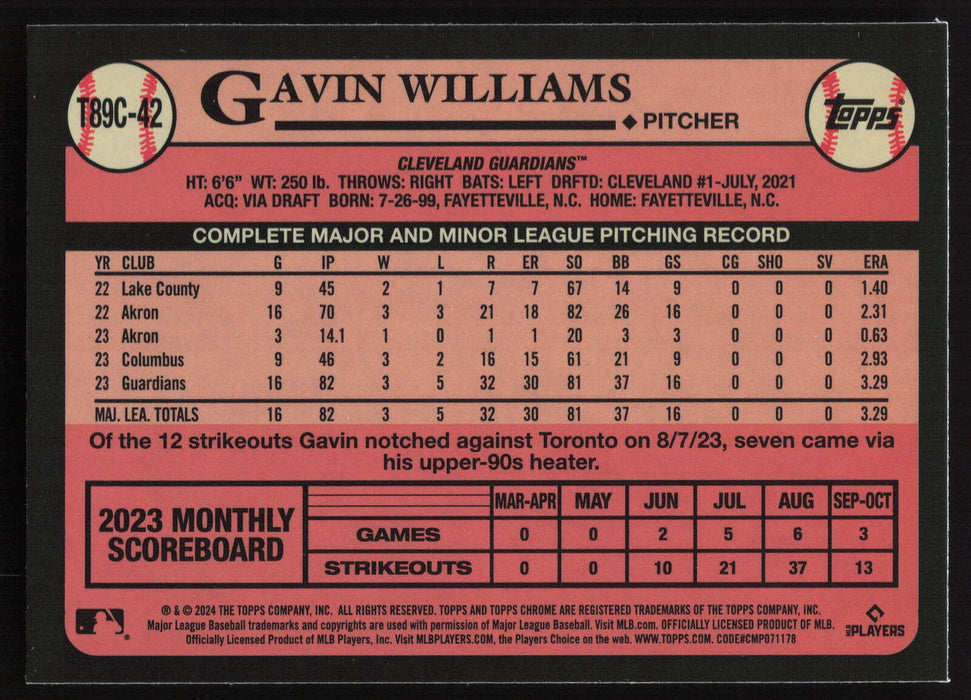 T89C-42
GAVIN WILLIAMS
◆ PITCHER
TOPPS®
CLEVELAND GUARDIANS™
HT: 6'6" WT: 250 lb. THROWS: RIGHT BATS: LEFT DRFTD: CLEVELAND #1-JULY, 2021
ACQ: VIA DRAFT BORN: 7-26-99, FAYETTEVILLE, N.C. HOME: FAYETTEVILLE, N.C.
COMPLETE MAJOR AND MINOR LEAGUE PITCHING RECORD
YR CLUB G IP W L R ER SO BB GS CG SHO SV ERA
22 Lake County 9 45 2 1 7 7 67 14 9 0 0 0 1.40
22 Akron 16 70 3 3 21 18 82 26 16 0 0 0 2.31
23 Akron 3 14.1 1 0 1 1 20 3 3 0 0 0 0.63
23 Columbus 9 46 3 2 16 15 61 21 9 0 0 0 2.93
23 Guardians 16 82 3 5 32 30 81 37 16 0 0 0 3.29
MAJ. LEA. TOTALS 16 82 3 5 32 30 81 37 16 0 0 0 3.29
Of the 12 strikeouts Gavin notched against Toronto on 8/7/23, seven came via
his upper-90s heater.
2023 MONTHLY
SCOREBOARD
MAR-APR MAY JUN JUL AUG SEP-OCT
GAMES 0 0 2 5 6 3
STRIKEOUTS 0 0 10 21 37 13
® & © 2024 THE TOPPS COMPANY, INC. ALL RIGHTS RESERVED. TOPPS AND TOPPS CHROME ARE REGISTERED TRADEMARKS OF THE TOPPS COMPANY, INC.
Major League Baseball trademarks and copyrights are used with permission of Major League Baseball. Visit MLB.com. OFFICIALLY LICENSED PRODUCT OF MLB.
Officially Licensed Product of MLB Players, Inc. Visit MLBPLAYERS.COM, the Players Choice on the web. WWW.TOPPS.COM. CODE#CMP071178
MLB PLAYERS